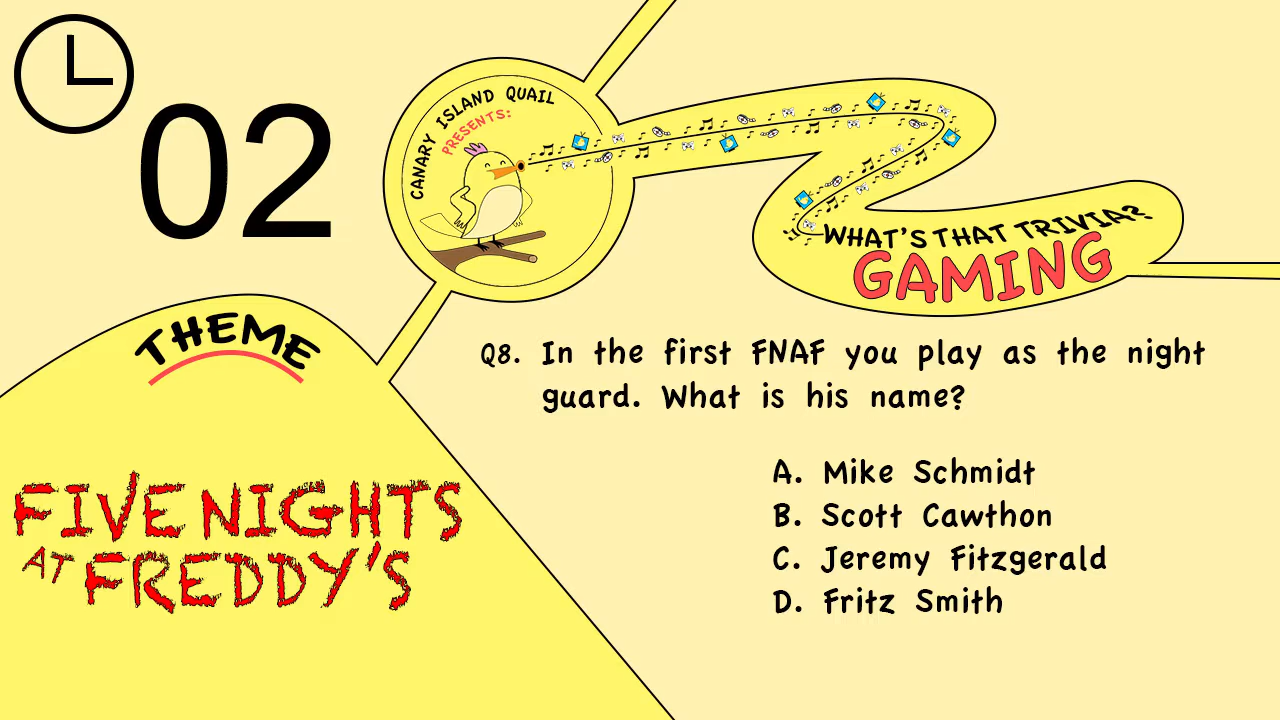 02
CANARY ISLAND QUAIL
PRESENTS:
WHAT'S THAT TRIVIA?
GAMING
THEME
FIVE NIGHTS
AT FREDDY'S
Q8. In the first FNAF you play as the night
guard. What is his name?
A. Mike Schmidt
B. Scott Cawthon
C. Jeremy Fitzgerald
D. Fritz Smith